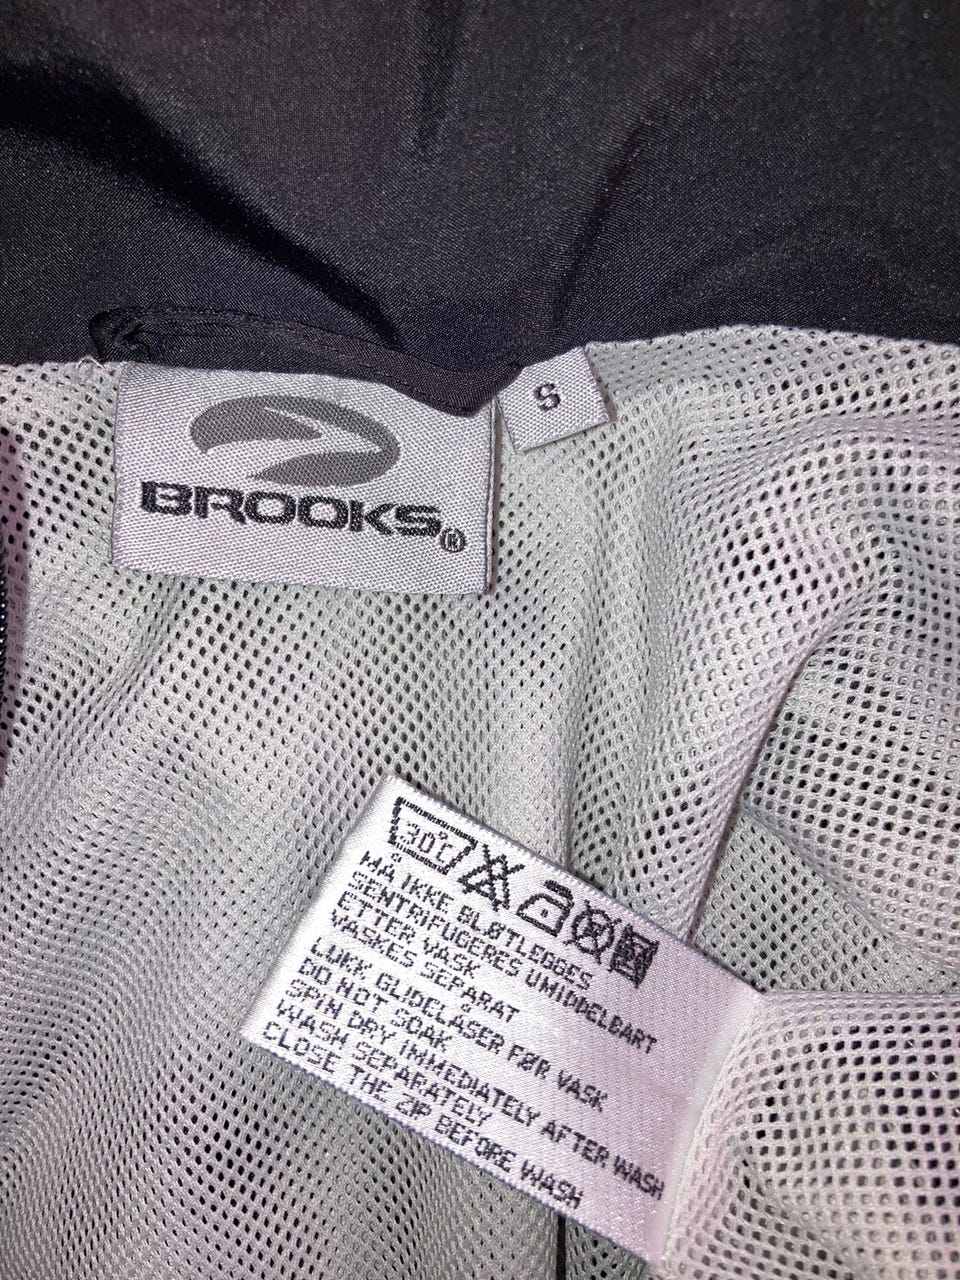 S
BROOKS®
30°C
MÅ IKKE BLØTLEGGES
SENTRIFUGERES UMIDDELBART
ETTER VASK
VASKES SEPARAT
LUKK GLIDELÅSER FØR VASK
DO NOT SOAK
SPIN DRY IMMEDIATELY AFTER WASH
WASH SEPARATELY
CLOSE THE ZIP BEFORE WASH